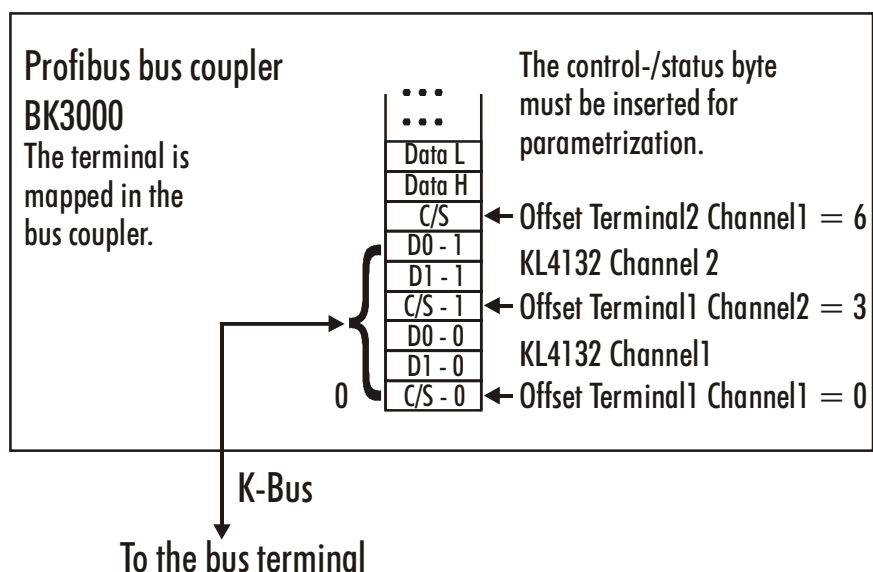 Profibus bus coupler
BK3000
The terminal is
mapped in the
bus coupler.
The control-/status byte
must be inserted for
parametrization.
Data L
Data H
C/S
Offset Terminal2 Channel1 = 6
D0 - 1
KL4132 Channel 2
D1 - 1
C/S - 1
Offset Terminal1 Channel2 = 3
D0 - 0
KL4132 Channel1
D1 - 0
0
C/S - 0
Offset Terminal1 Channel1 = 0
K-Bus
To the bus terminal